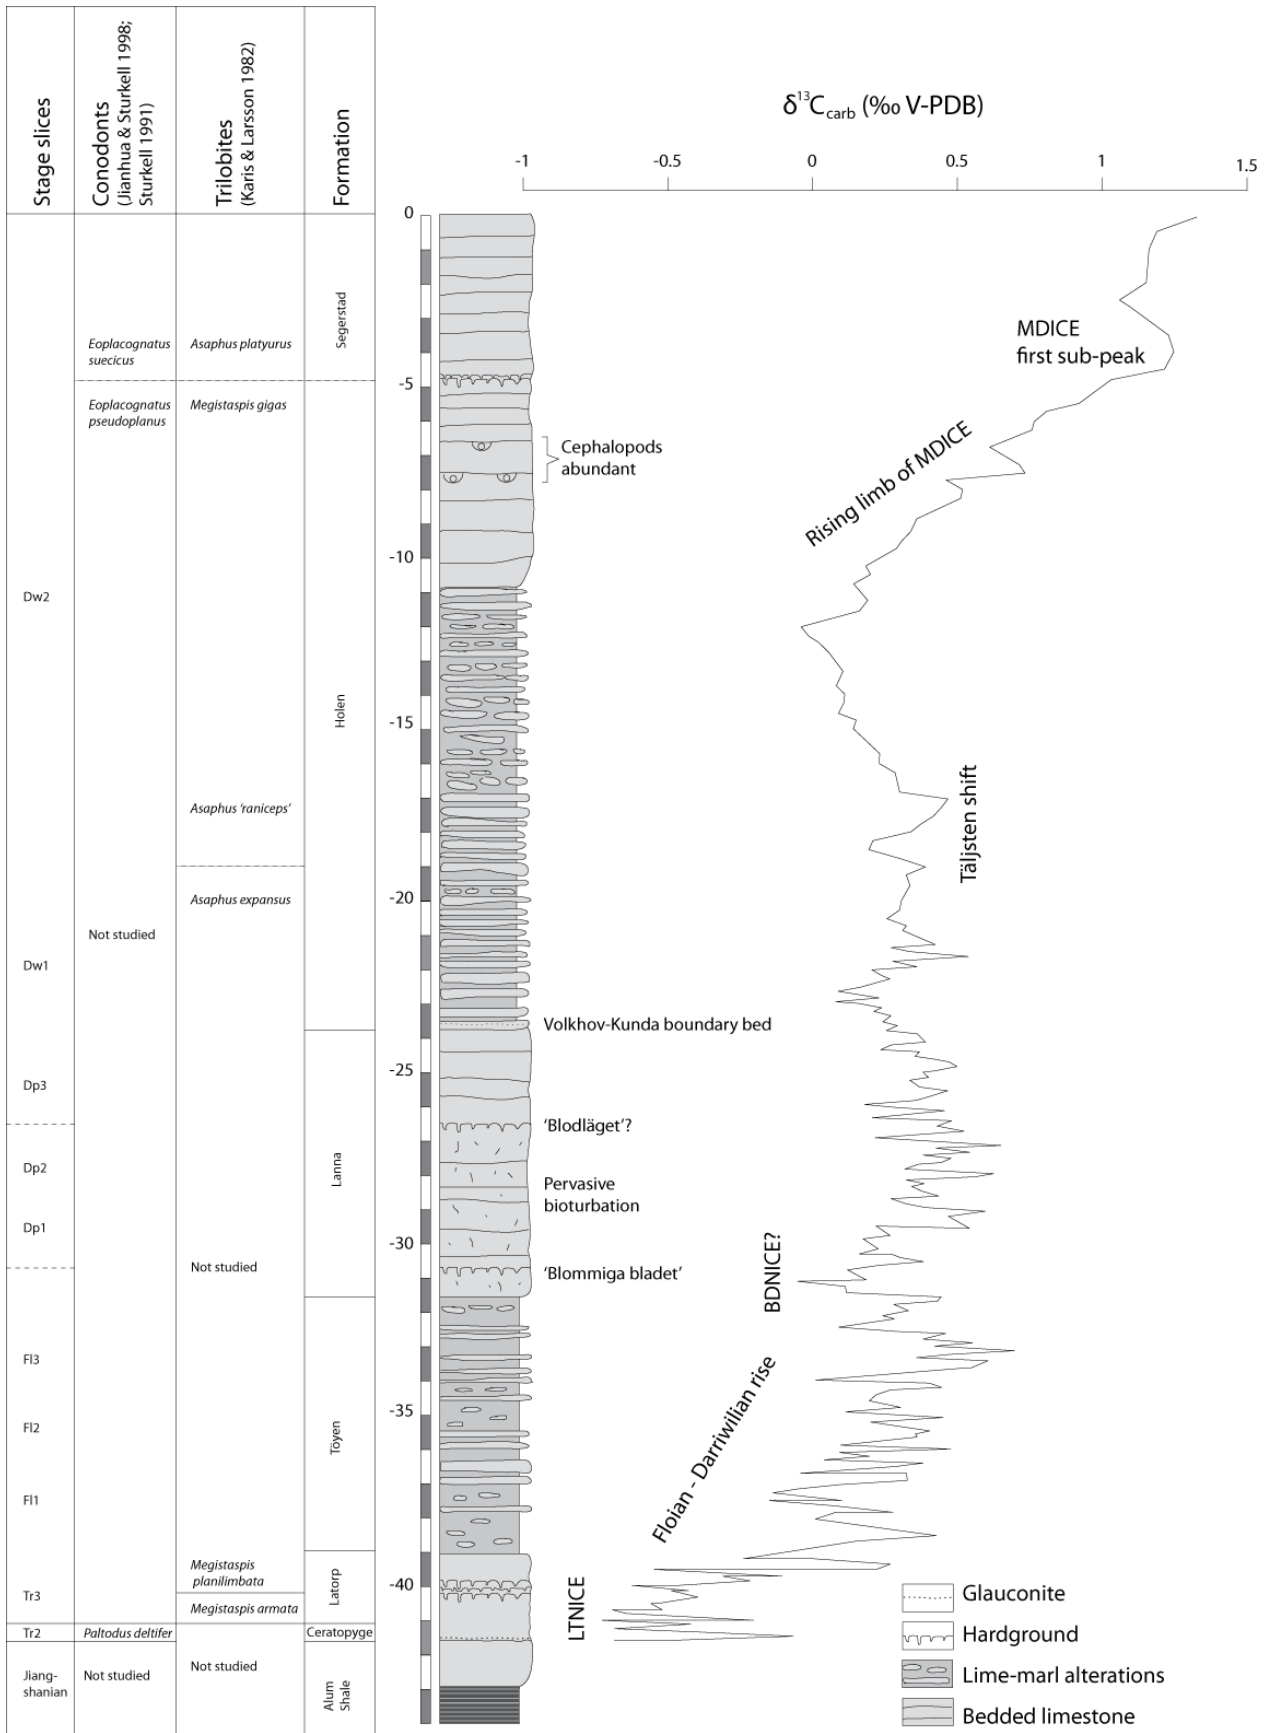 Stage slices
Conodonts
(Jianhua & Sturkell 1998;
Sturkell 1991)
Trilobites
(Karis & Larsson 1982)
Formation
δ¹³Ccarb (‰ V-PDB)
-1
-0.5
0
0.5
1
1.5
0
-5
-10
-15
-20
-25
-30
-35
-40
Dw2
Dw1
Dp3
Dp2
Dp1
Fl3
Fl2
Fl1
Tr3
Tr2
Jiang-
shanian
Eoplacognatus
suecicus
Eoplacognatus
pseudoplanus
Not studied
Paltodus deltifer
Not studied
Asaphus platyurus
Megistaspis gigas
Asaphus ‘raniceps’
Asaphus expansus
Not studied
Megistaspis
planilimbata
Megistaspis armata
Not studied
Segerstad
Holen
Lanna
Töyen
Latorp
Ceratopyge
Alum
Shale
Cephalopods
abundant
Volkhov-Kunda boundary bed
‘Blodläget’?
Pervasive
bioturbation
‘Blommiga bladet’
MDICE
first sub-peak
Rising limb of MDICE
Täljsten shift
BDNICE?
Floian - Darriwilian rise
LTNICE
Glauconite
Hardground
Lime-marl alterations
Bedded limestone